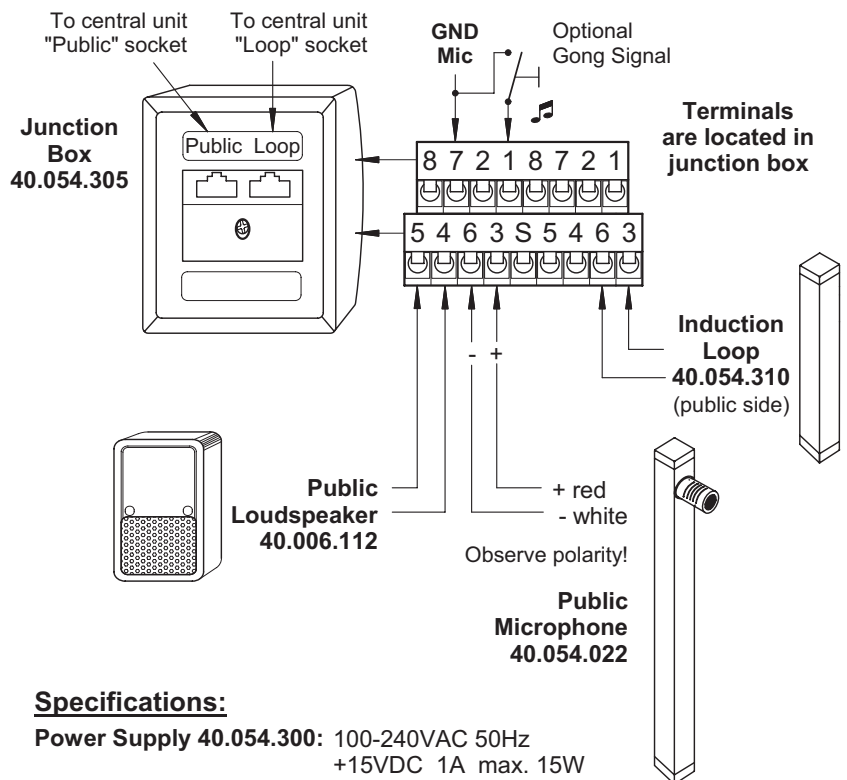 To central unit
"Public" socket
To central unit
"Loop" socket
GND
Mic
Optional
Gong Signal
Junction
Box
40.054.305
Public Loop
Terminals
are located in
junction box
8 7 2 1 8 7 2 1
5 4 6 3 S 5 4 6 3
- +
Induction
Loop
40.054.310
(public side)
Public
Loudspeaker
40.006.112
+ red
- white
Observe polarity!
Public
Microphone
40.054.022
Specifications:
Power Supply 40.054.300: 100-240VAC 50Hz
+15VDC 1A max. 15W